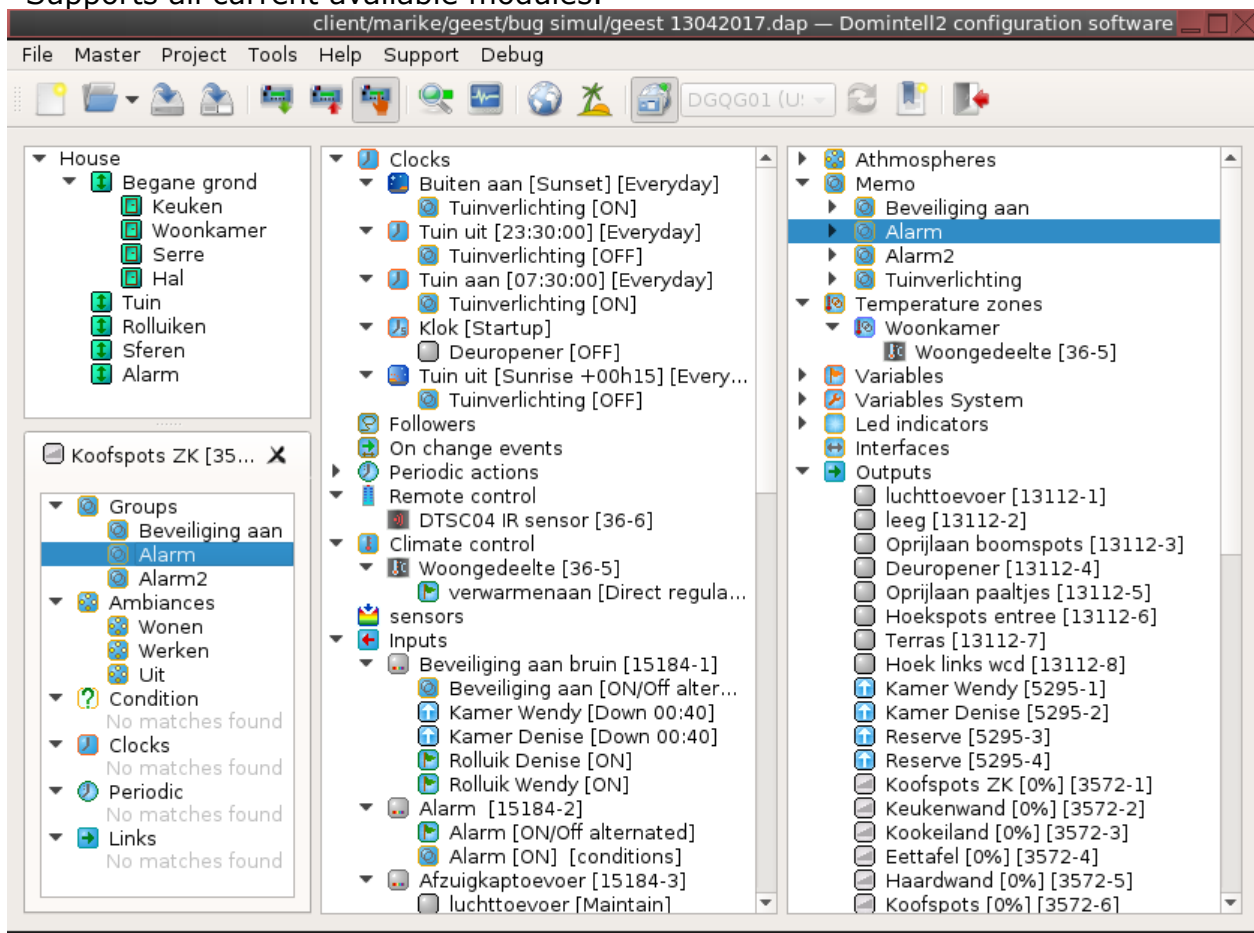 Supports all current available modules.
client/marike/geest/bug simul/geest 13042017.dap — Domintell2 configuration software
File Master Project Tools Help Support Debug
DGQG01 (U:
House
Begane grond
Keuken
Woonkamer
Serre
Hal
Tuin
Rolluiken
Sferen
Alarm
Koofspots ZK [35...
Groups
Beveiliging aan
Alarm
Alarm2
Ambiances
Wonen
Werken
Uit
Condition
No matches found
Clocks
No matches found
Periodic
No matches found
Links
No matches found
Clocks
Buiten aan [Sunset] [Everyday]
Tuinverlichting [ON]
Tuin uit [23:30:00] [Everyday]
Tuinverlichting [OFF]
Tuin aan [07:30:00] [Everyday]
Tuinverlichting [ON]
Klok [Startup]
Deuropener [OFF]
Tuin uit [Sunrise +00h15] [Every...
Tuinverlichting [OFF]
Followers
On change events
Periodic actions
Remote control
DTSC04 IR sensor [36-6]
Climate control
Woongedeelte [36-5]
verwarmenaan [Direct regula...
sensors
Inputs
Beveiliging aan bruin [15184-1]
Beveiliging aan [ON/Off alter...
Kamer Wendy [Down 00:40]
Kamer Denise [Down 00:40]
Rolluik Denise [ON]
Rolluik Wendy [ON]
Alarm [15184-2]
Alarm [ON/Off alternated]
Alarm [ON] [conditions]
Afzuigkaptoevoer [15184-3]
luchttoevoer [Maintain]
Athmospheres
Memo
Beveiliging aan
Alarm
Alarm2
Tuinverlichting
Temperature zones
Woonkamer
Woongedeelte [36-5]
Variables
Variables System
Led indicators
Interfaces
Outputs
luchttoevoer [13112-1]
leeg [13112-2]
Oprijlaan boomspots [13112-3]
Deuropener [13112-4]
Oprijlaan paaltjes [13112-5]
Hoekspots entree [13112-6]
Terras [13112-7]
Hoek links wcd [13112-8]
Kamer Wendy [5295-1]
Kamer Denise [5295-2]
Reserve [5295-3]
Reserve [5295-4]
Koofspots ZK [0%] [3572-1]
Keukenwand [0%] [3572-2]
Kookeiland [0%] [3572-3]
Eettafel [0%] [3572-4]
Haardwand [0%] [3572-5]
Koofspots [0%] [3572-6]